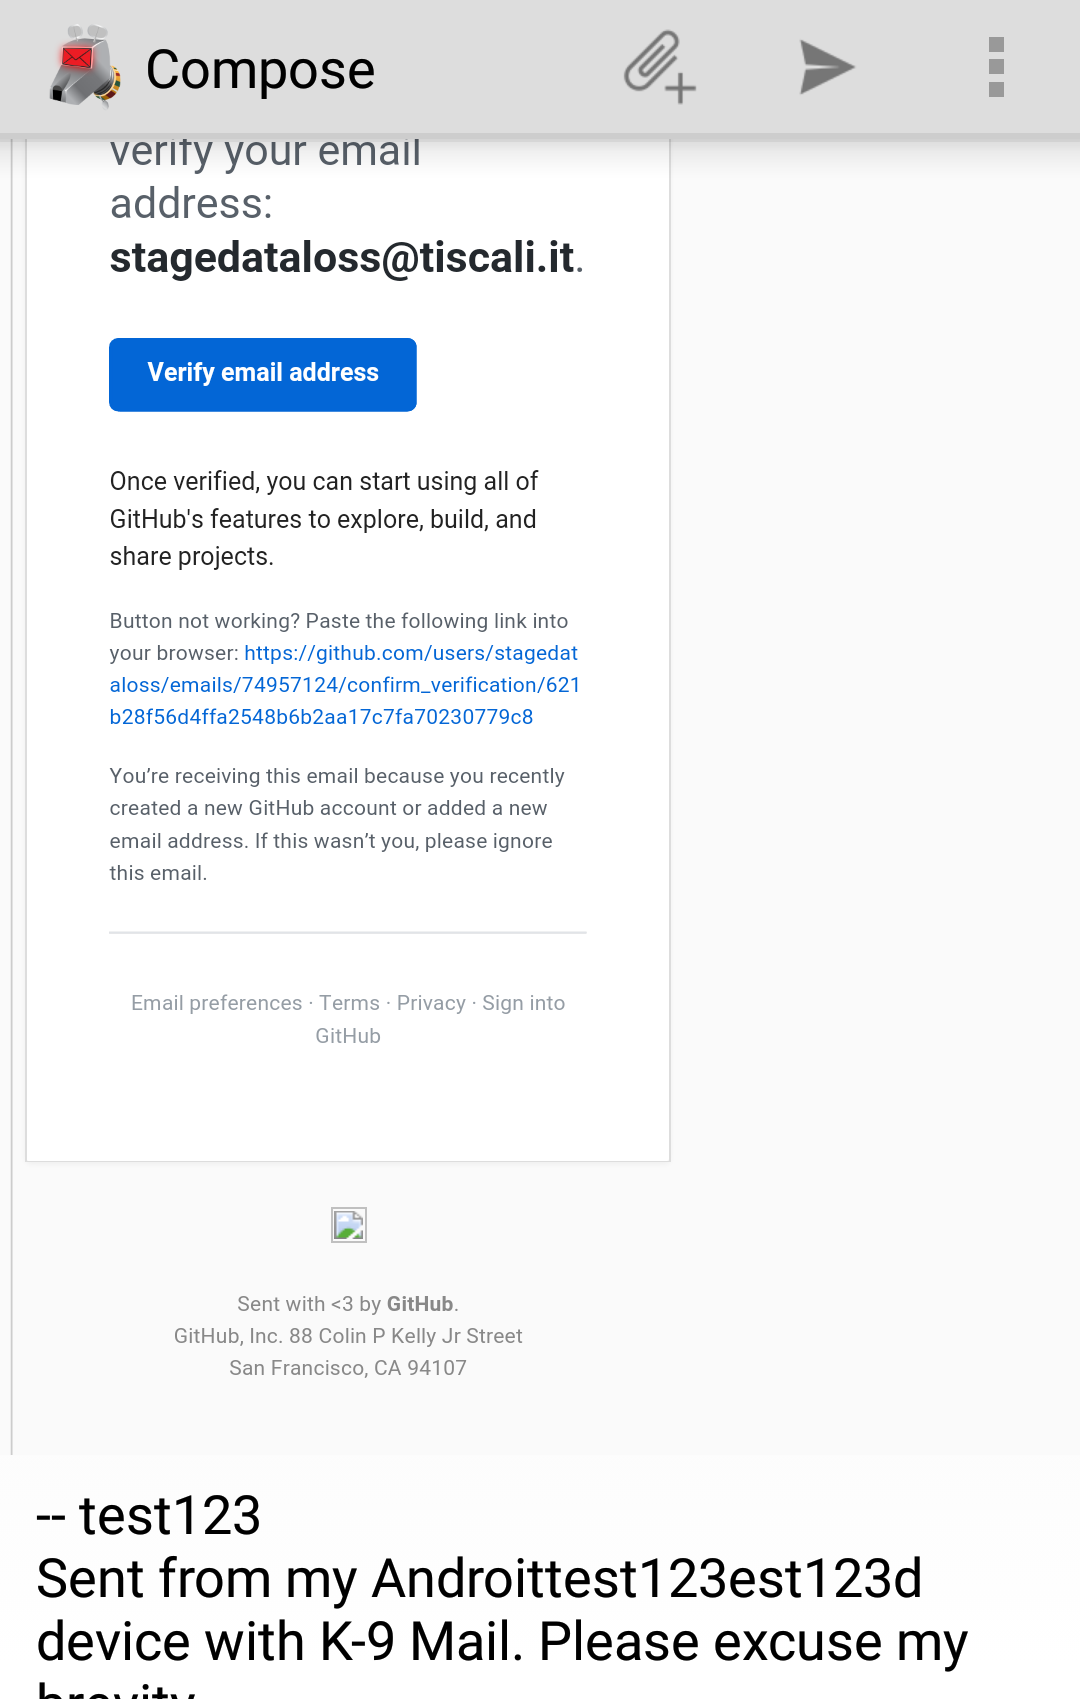 Compose
verify your email
address:
stagedataloss@tiscali.it.
Verify email address
Once verified, you can start using all of
GitHub's features to explore, build, and
share projects.
Button not working? Paste the following link into
your browser: https://github.com/users/stagedat
aloss/emails/74957124/confirm_verification/621
b28f56d4ffa2548b6b2aa17c7fa70230779c8
You’re receiving this email because you recently
created a new GitHub account or added a new
email address. If this wasn’t you, please ignore
this email.
Email preferences · Terms · Privacy · Sign into
GitHub
Sent with <3 by GitHub.
GitHub, Inc. 88 Colin P Kelly Jr Street
San Francisco, CA 94107
-- test123
Sent from my Androittest123est123d
device with K-9 Mail. Please excuse my
brevity